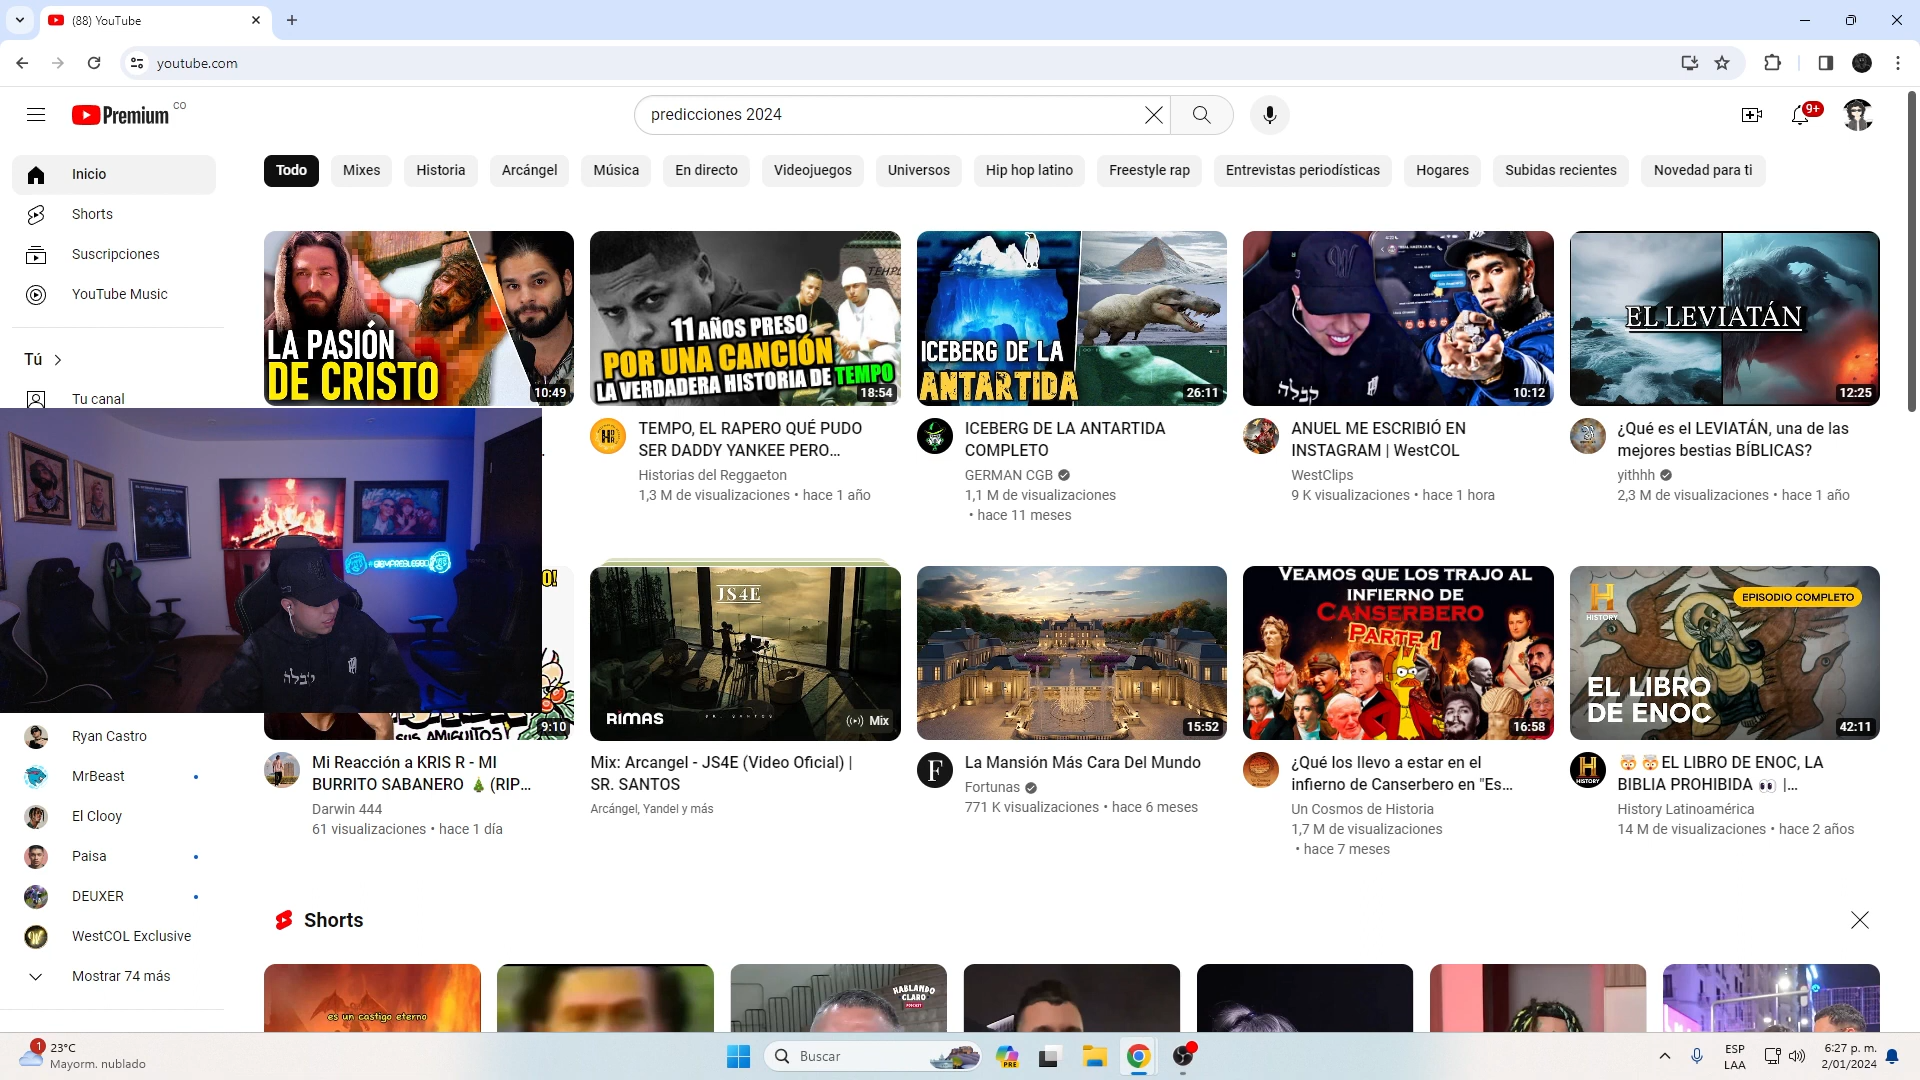 (88) YouTube
youtube.com
Premium CO
predicciones 2024
9+
Inicio
Shorts
Suscripciones
YouTube Music
Tú
Tu canal
Todo
Mixes
Historia
Arcángel
Música
En directo
Videojuegos
Universos
Hip hop latino
Freestyle rap
Entrevistas periodísticas
Hogares
Subidas recientes
Novedad para ti
LA PASIÓN
DE CRISTO
10:49
11 AÑOS PRESO
POR UNA CANCIÓN
LA VERDADERA HISTORIA DE TEMPO
18:54
ICEBERG DE LA
ANTARTIDA
26:11
קבלה
10:12
EL LEVIATÁN
12:25
TEMPO, EL RAPERO QUÉ PUDO
SER DADDY YANKEE PERO…
Historias del Reggaeton
1,3 M de visualizaciones • hace 1 año
ICEBERG DE LA ANTARTIDA
COMPLETO
GERMAN CGB
1,1 M de visualizaciones
• hace 11 meses
ANUEL ME ESCRIBIÓ EN
INSTAGRAM | WestCOL
WestClips
9 K visualizaciones • hace 1 hora
¿Qué es el LEVIATÁN, una de las
mejores bestias BÍBLICAS?
yithhh
2,3 M de visualizaciones • hace 1 año
O!
SUS AMIGUITOS
9:10
JS4E
RIMAS
DR. SANTOS
Mix
15:52
VEAMOS QUE LOS TRAJO AL
INFIERNO DE
CANSERBERO
PARTE 1
16:58
HISTORY
EPISODIO COMPLETO
EL LIBRO
DE ENOC
42:11
Ryan Castro
MrBeast
El Clooy
Paisa
DEUXER
WestCOL Exclusive
Mostrar 74 más
Mi Reacción a KRIS R - MI
BURRITO SABANERO 🎄 (RIP…
Darwin 444
61 visualizaciones • hace 1 día
Mix: Arcangel - JS4E (Video Oficial) |
SR. SANTOS
Arcángel, Yandel y más
La Mansión Más Cara Del Mundo
Fortunas
771 K visualizaciones • hace 6 meses
¿Qué los llevo a estar en el
infierno de Canserbero en "Es…
Un Cosmos de Historia
1,7 M de visualizaciones
• hace 7 meses
HISTORY
🤯🤯EL LIBRO DE ENOC, LA
BIBLIA PROHIBIDA 👀 |…
History Latinoamérica
14 M de visualizaciones • hace 2 años
Shorts
es un castigo eterno
HABLANDO
CLARO
PODCAST
1
23°C
Mayorm. nublado
Buscar
PRE
ESP
LAA
6:27 p. m.
2/01/2024